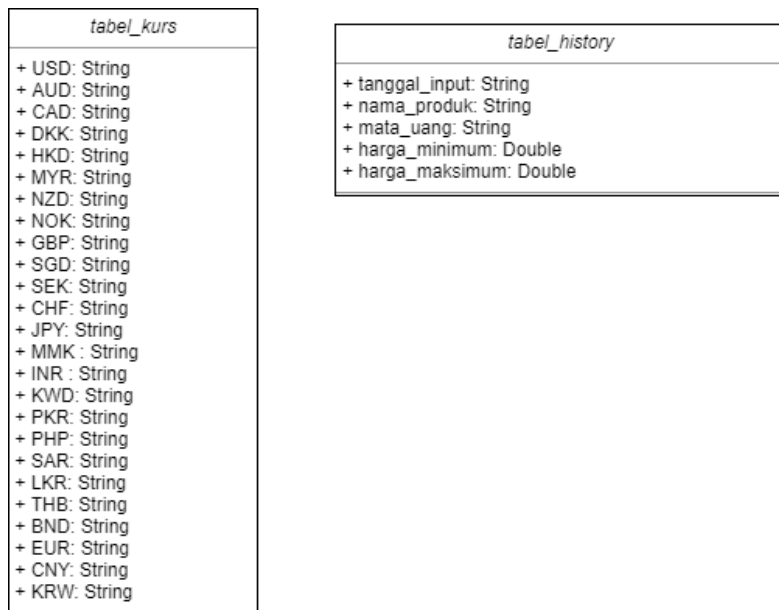 tabel_kurs
+ USD: String
+ AUD: String
+ CAD: String
+ DKK: String
+ HKD: String
+ MYR: String
+ NZD: String
+ NOK: String
+ GBP: String
+ SGD: String
+ SEK: String
+ CHF: String
+ JPY: String
+ MMK : String
+ INR : String
+ KWD: String
+ PKR: String
+ PHP: String
+ SAR: String
+ LKR: String
+ THB: String
+ BND: String
+ EUR: String
+ CNY: String
+ KRW: String
tabel_history
+ tanggal_input: String
+ nama_produk: String
+ mata_uang: String
+ harga_minimum: Double
+ harga_maksimum: Double